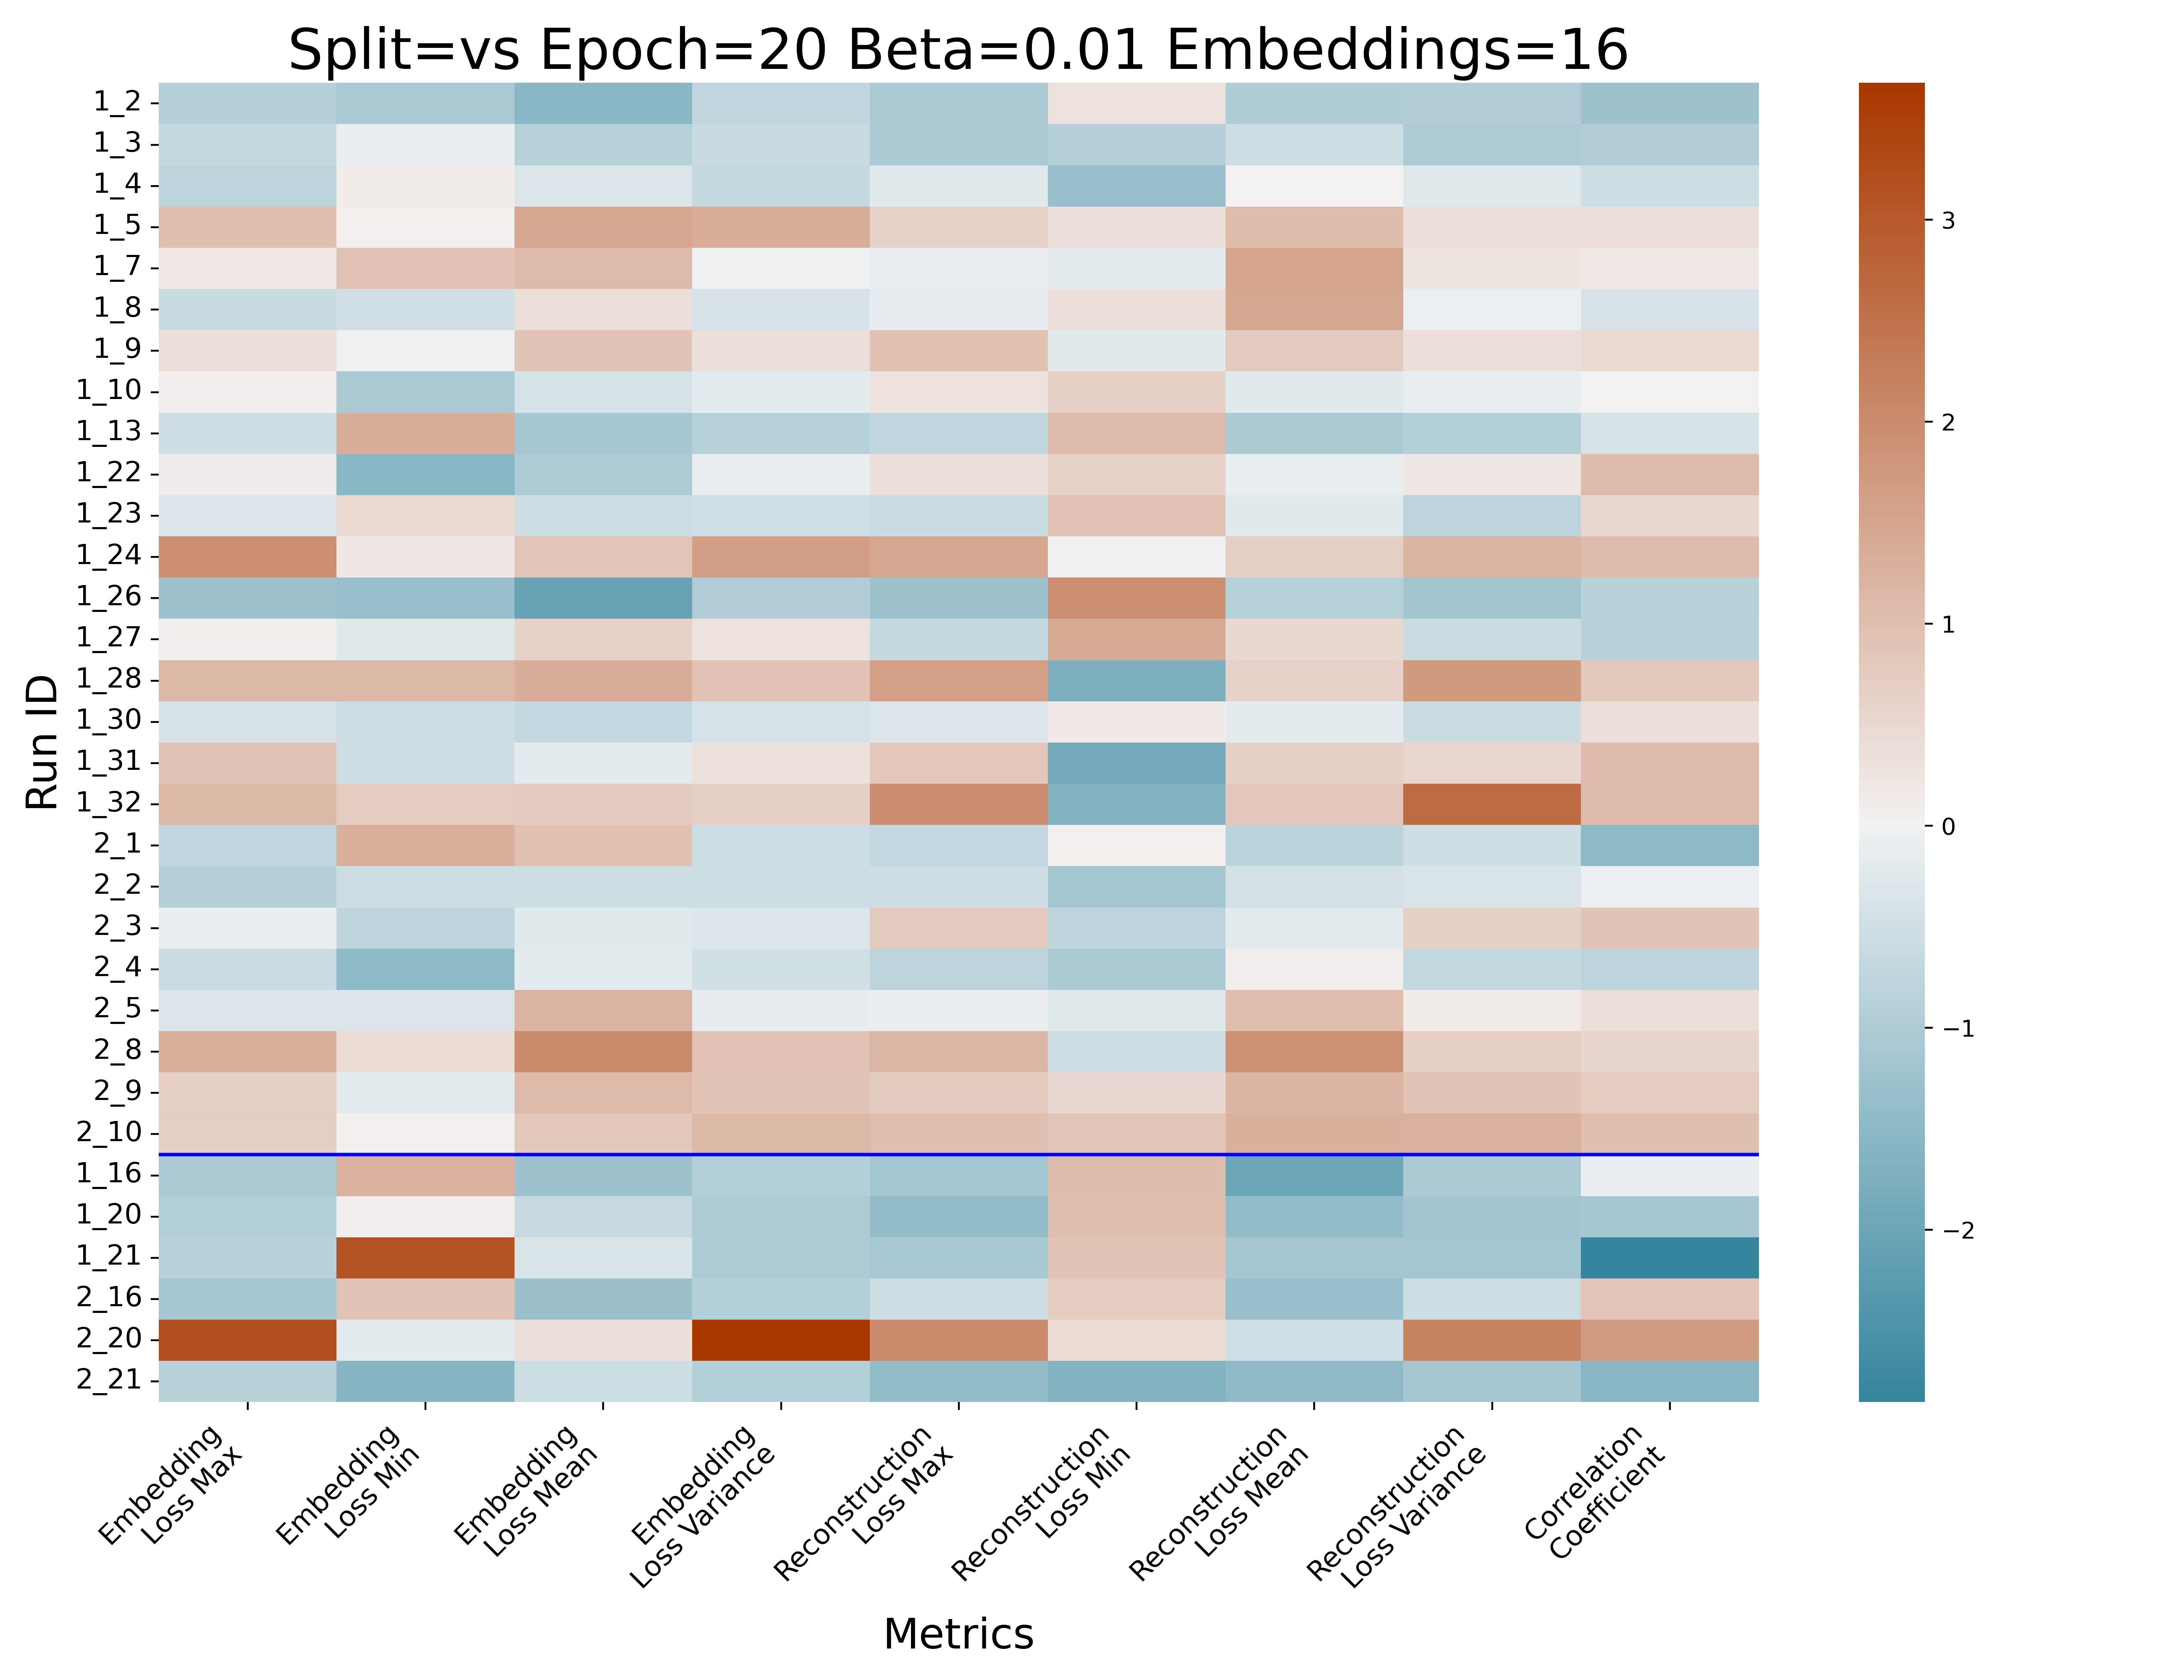 Split=vs Epoch=20 Beta=0.01 Embeddings=16
Run ID
1_2
1_3
1_4
1_5
1_7
1_8
1_9
1_10
1_13
1_22
1_23
1_24
1_26
1_27
1_28
1_30
1_31
1_32
2_1
2_2
2_3
2_4
2_5
2_8
2_9
2_10
1_16
1_20
1_21
2_16
2_20
2_21
Embedding
Loss Max
Embedding
Loss Min
Embedding
Loss Mean
Embedding
Loss Variance
Reconstruction
Loss Max
Reconstruction
Loss Min
Reconstruction
Loss Mean
Reconstruction
Loss Variance
Correlation
Coefficient
Metrics
3
2
1
0
−1
−2